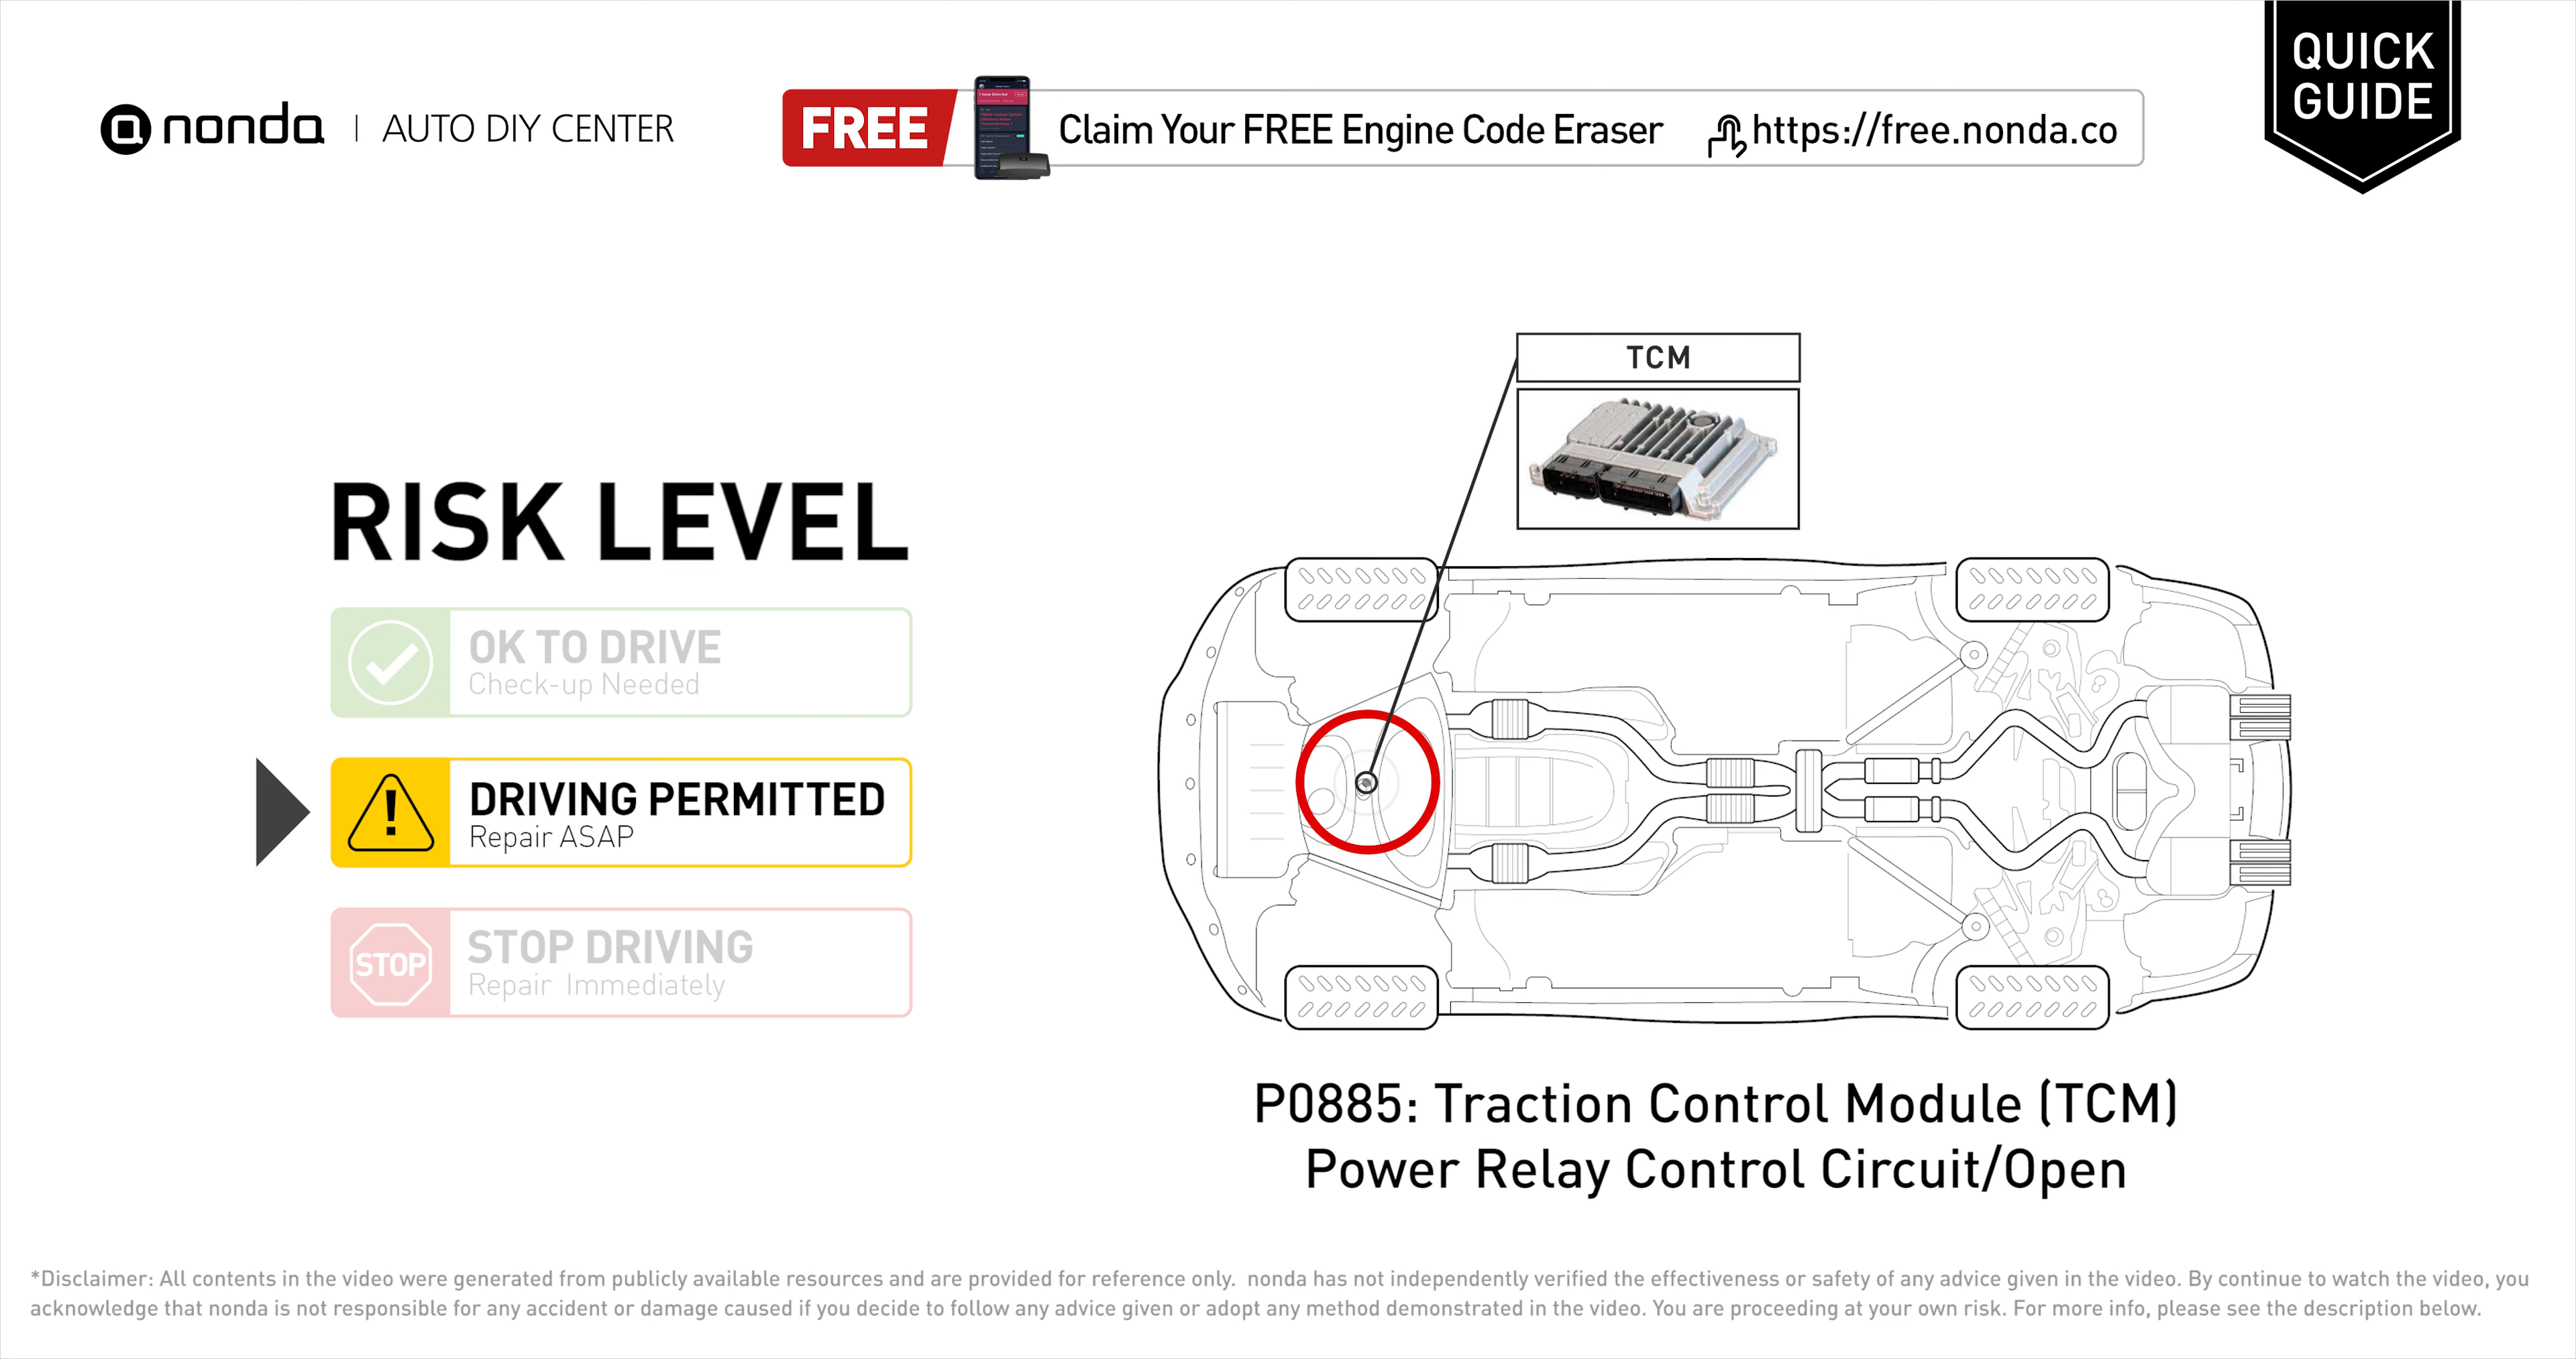 nonda | AUTO DIY CENTER
FREE
Claim Your FREE Engine Code Eraser
https://free.nonda.co
QUICK
GUIDE
TCM
RISK LEVEL
OK TO DRIVE
Check-up Needed
DRIVING PERMITTED
Repair ASAP
STOP
STOP DRIVING
Repair Immediately
P0885: Traction Control Module (TCM)
Power Relay Control Circuit/Open
*Disclaimer: All contents in the video were generated from publicly available resources and are provided for reference only. nonda has not independently verified the effectiveness or safety of any advice given in the video. By continue to watch the video, you
acknowledge that nonda is not responsible for any accident or damage caused if you decide to follow any advice given or adopt any method demonstrated in the video. You are proceeding at your own risk. For more info, please see the description below.